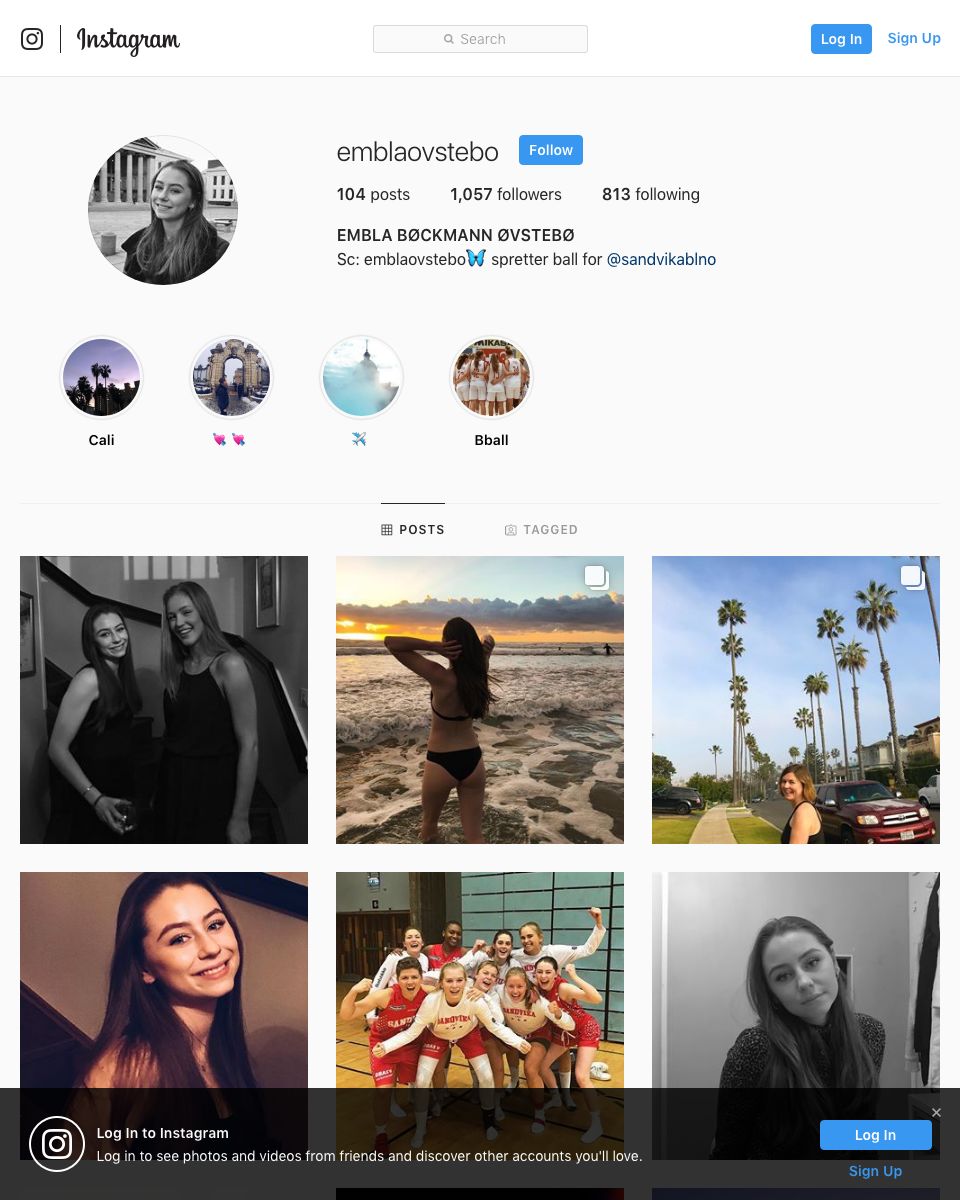 Instagram
Search
Log In
Sign Up
emblaovstebo
Follow
104 posts
1,057 followers
813 following
EMBLA BØCKMANN ØVSTEBØ
Sc: emblaovstebo🦋 spretter ball for @sandvikablno
Cali
💘 💘
✈️
Bball
POSTS
TAGGED
SANDVIKA
Log In to Instagram
Log in to see photos and videos from friends and discover other accounts you'll love.
Log In
Sign Up